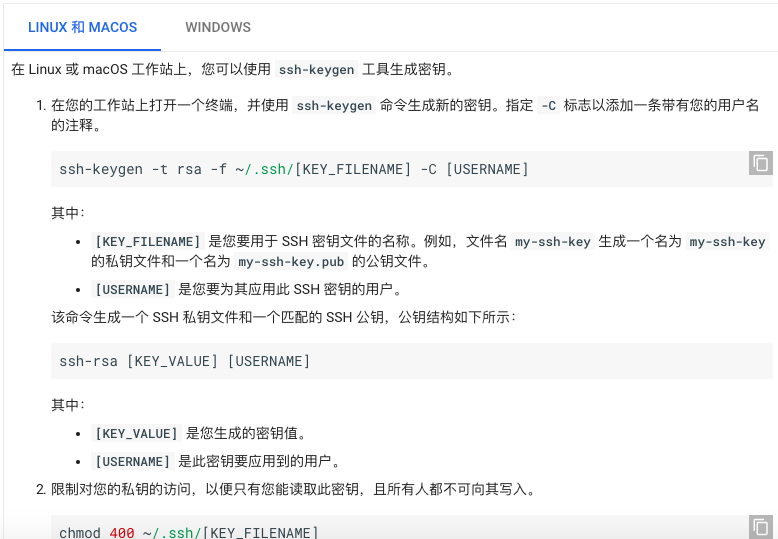 LINUX 和 MACOS
WINDOWS
在 Linux 或 macOS 工作站上，您可以使用 ssh-keygen 工具生成密钥。
1. 在您的工作站上打开一个终端，并使用 ssh-keygen 命令生成新的密钥。指定 -C 标志以添加一条带有您的用户名
的注释。
ssh-keygen -t rsa -f ~/.ssh/[KEY_FILENAME] -C [USERNAME]
其中：
• [KEY_FILENAME] 是您要用于 SSH 密钥文件的名称。例如，文件名 my-ssh-key 生成一个名为 my-ssh-key
的私钥文件和一个名为 my-ssh-key.pub 的公钥文件。
• [USERNAME] 是您要为其应用此 SSH 密钥的用户。
该命令生成一个 SSH 私钥文件和一个匹配的 SSH 公钥，公钥结构如下所示：
ssh-rsa [KEY_VALUE] [USERNAME]
其中：
• [KEY_VALUE] 是您生成的密钥值。
• [USERNAME] 是此密钥要应用到的用户。
2. 限制对您的私钥的访问，以便只有您能读取此密钥，且所有人都不可向其写入。
chmod 400 ~/.ssh/[KEY_FILENAME]